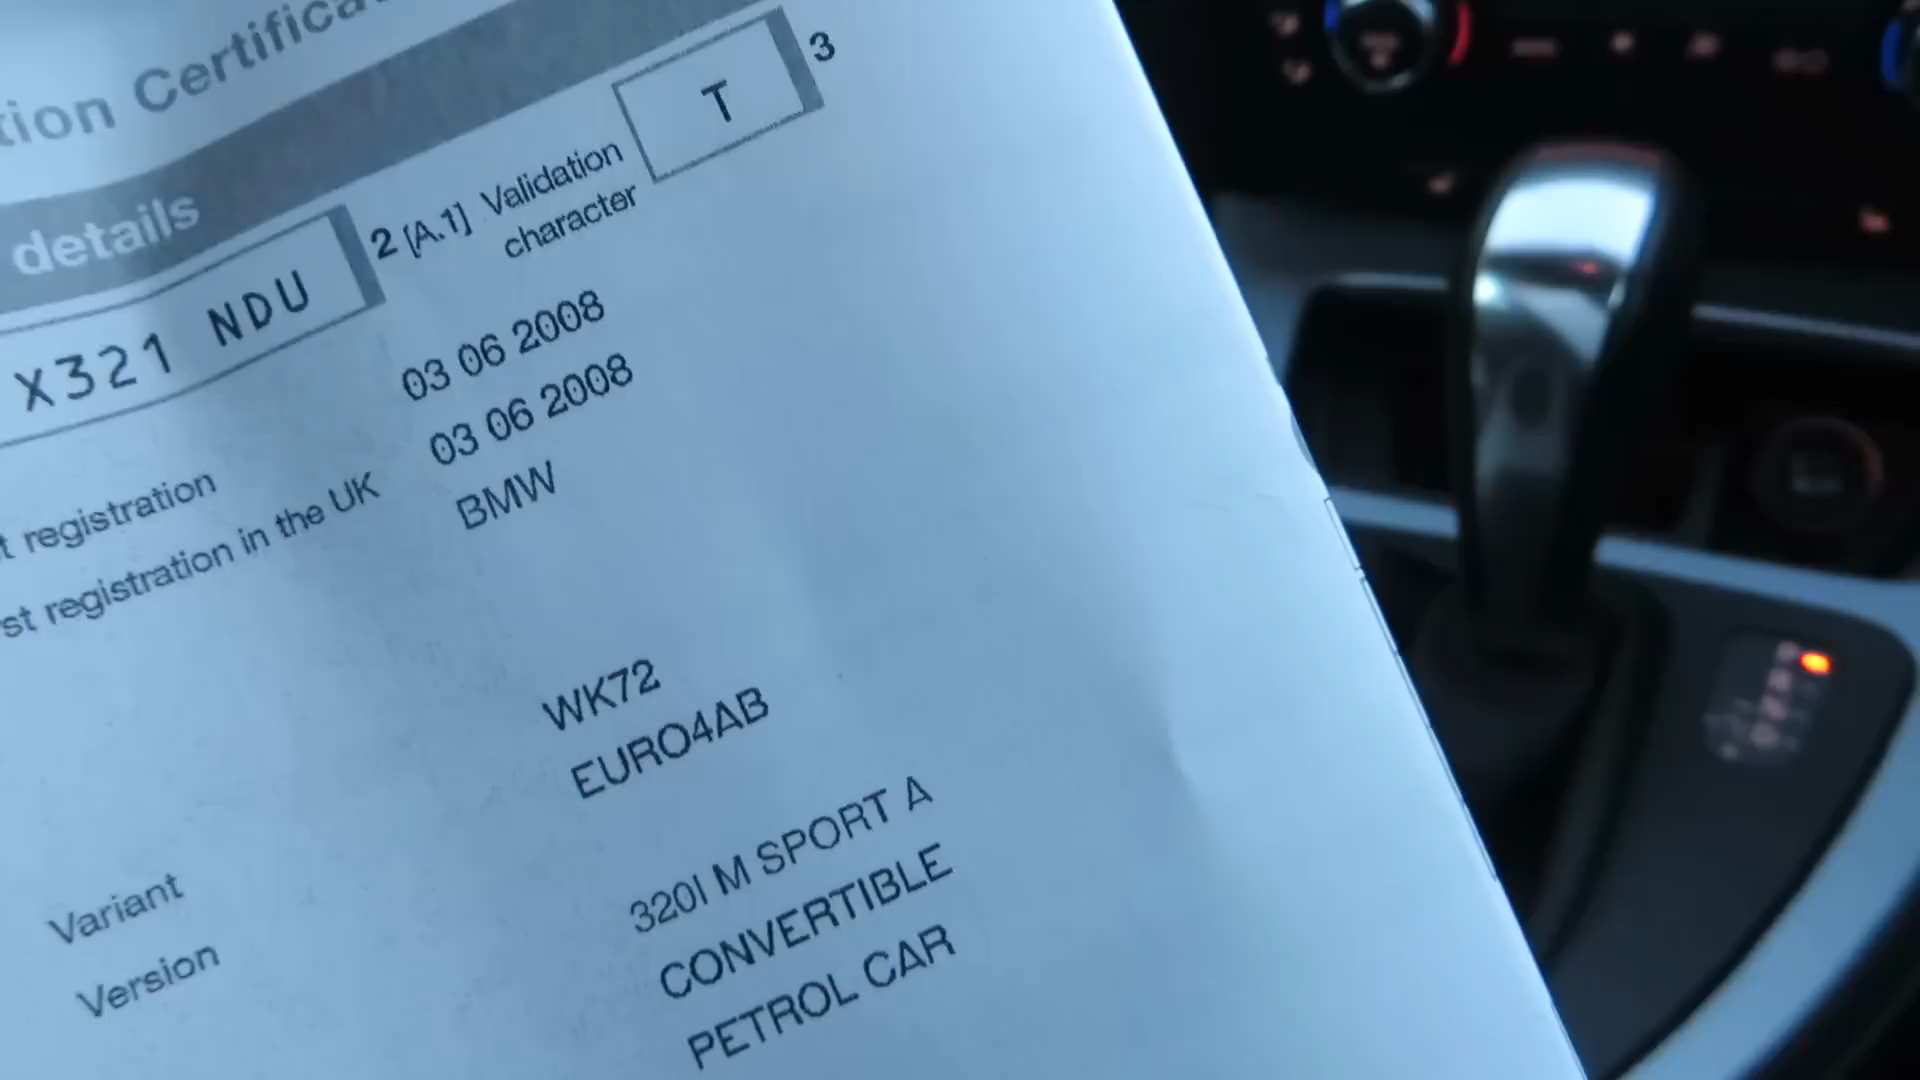 tion Certifica
details
X321 NDU
2 [A.1] Validation character
T
3
03 06 2008
t registration
03 06 2008
st registration in the UK
BMW
WK72
EURO4AB
Variant
320I M SPORT A
Version
CONVERTIBLE
PETROL CAR